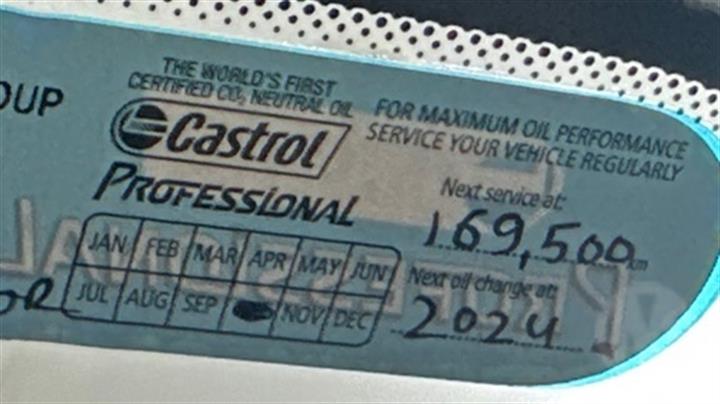 OUP
THE WORLD'S FIRST
CERTIFIED CO₂ NEUTRAL OIL
Castrol
PROFESSIONAL
FOR MAXIMUM OIL PERFORMANCE
SERVICE YOUR VEHICLE REGULARLY
Next service at:
169,500 km
JAN FEB MAR APR MAY JUN
JUL AUG SEP NOV DEC
OR
Next oil change at:
2024